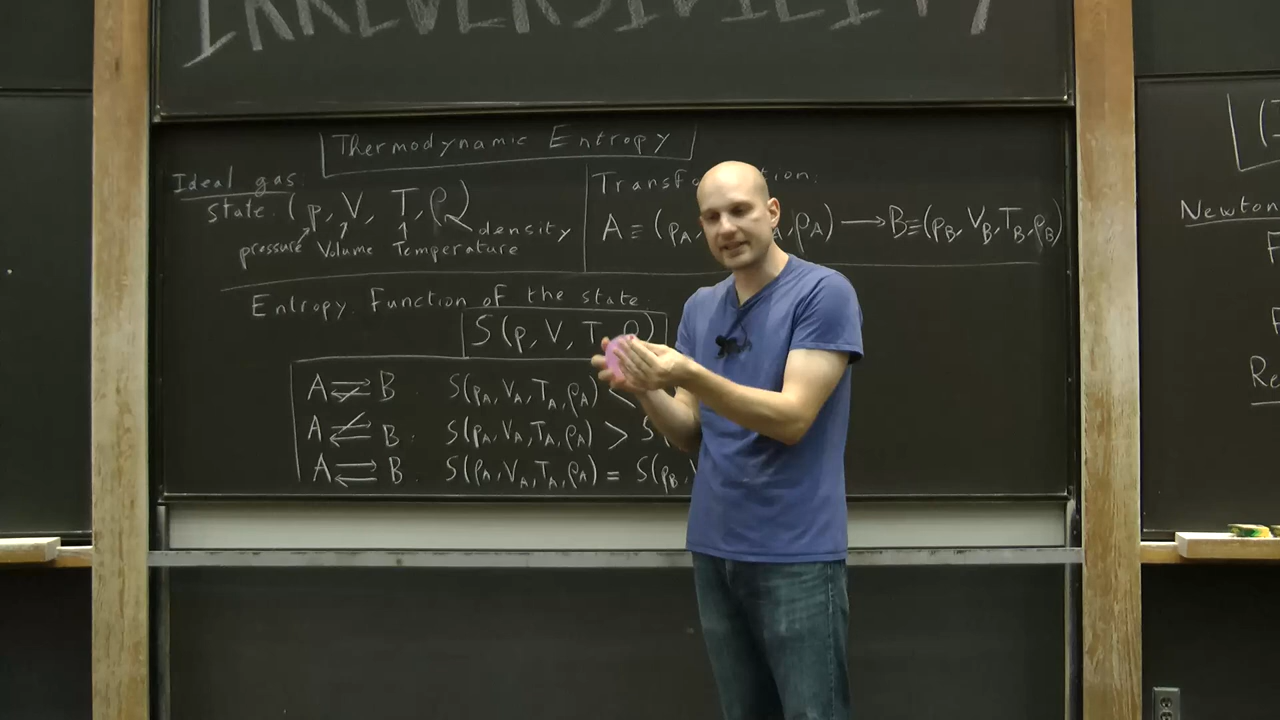 IRREVERSIBILITY
Thermodynamic Entropy
Ideal gas
state. (p, V, T, ρ)
pressure Volume Temperature density
A ≡ (p_A, ρ_A) → B ≡ (p_B, V_B, T_B, ρ_B)
Entropy. Function of the state.
S(p, V, T, ρ)
A ⇌̸ B S(p_A, V_A, T_A, ρ_A) <
A ⇌̸ B. S(p_A, V_A, T_A, ρ_A) > S(
A ⇌ B S(p_A, V_A, T_A, ρ_A) = S(p_B,
Newton